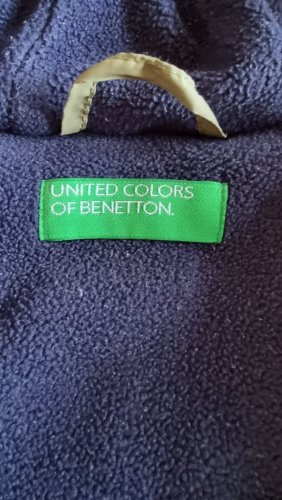 UNITED COLORS
OF BENETTON.